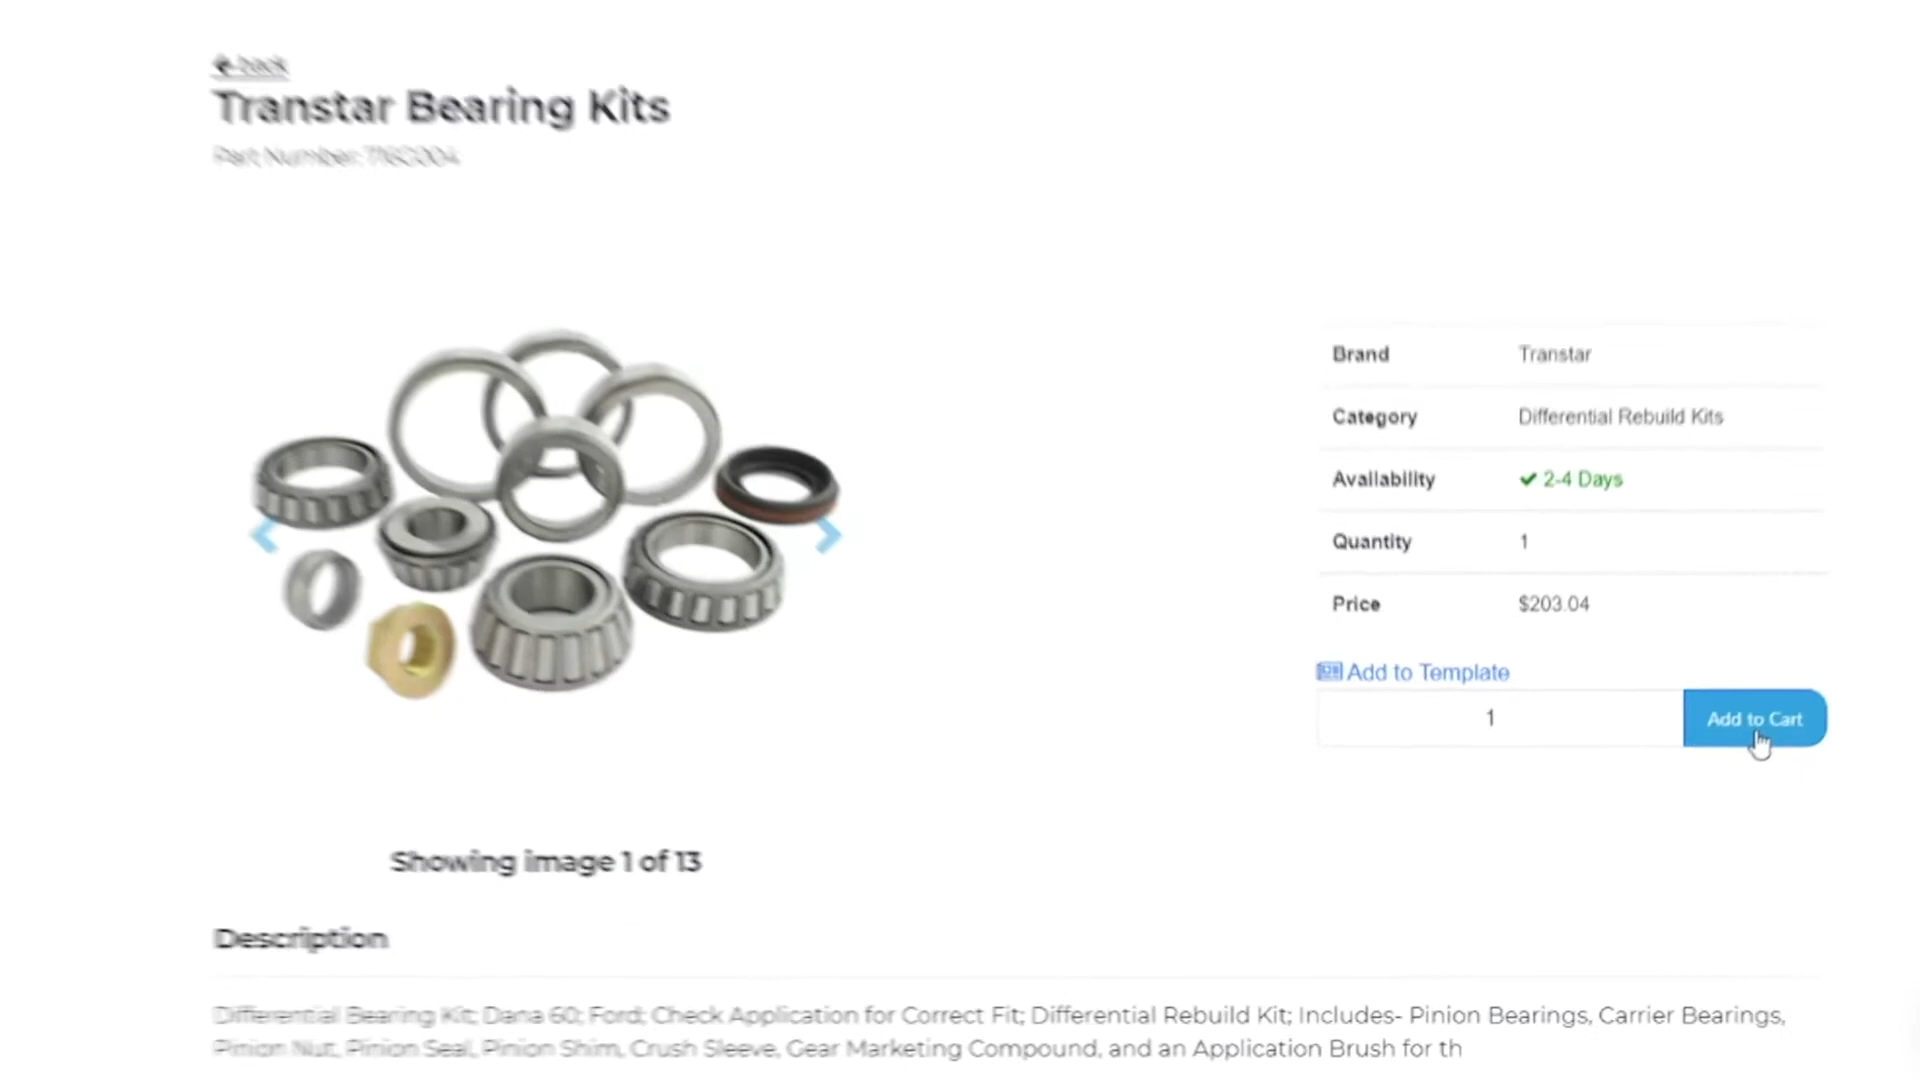 back
Transtar Bearing Kits
Part Number:
Brand Transtar
Category Differential Rebuild Kits
Availability 2-4 Days
Quantity 1
Price $203.04
Add to Template
1 Add to Cart
Showing image 1 of 13
Description
Differential Bearing Kit; Dana 60; Ford; Check Application for Correct Fit; Differential Rebuild Kit; Includes- Pinion Bearings, Carrier Bearings,
Pinion Nut, Pinion Seal, Pinion Shim, Crush Sleeve, Gear Marketing Compound, and an Application Brush for th